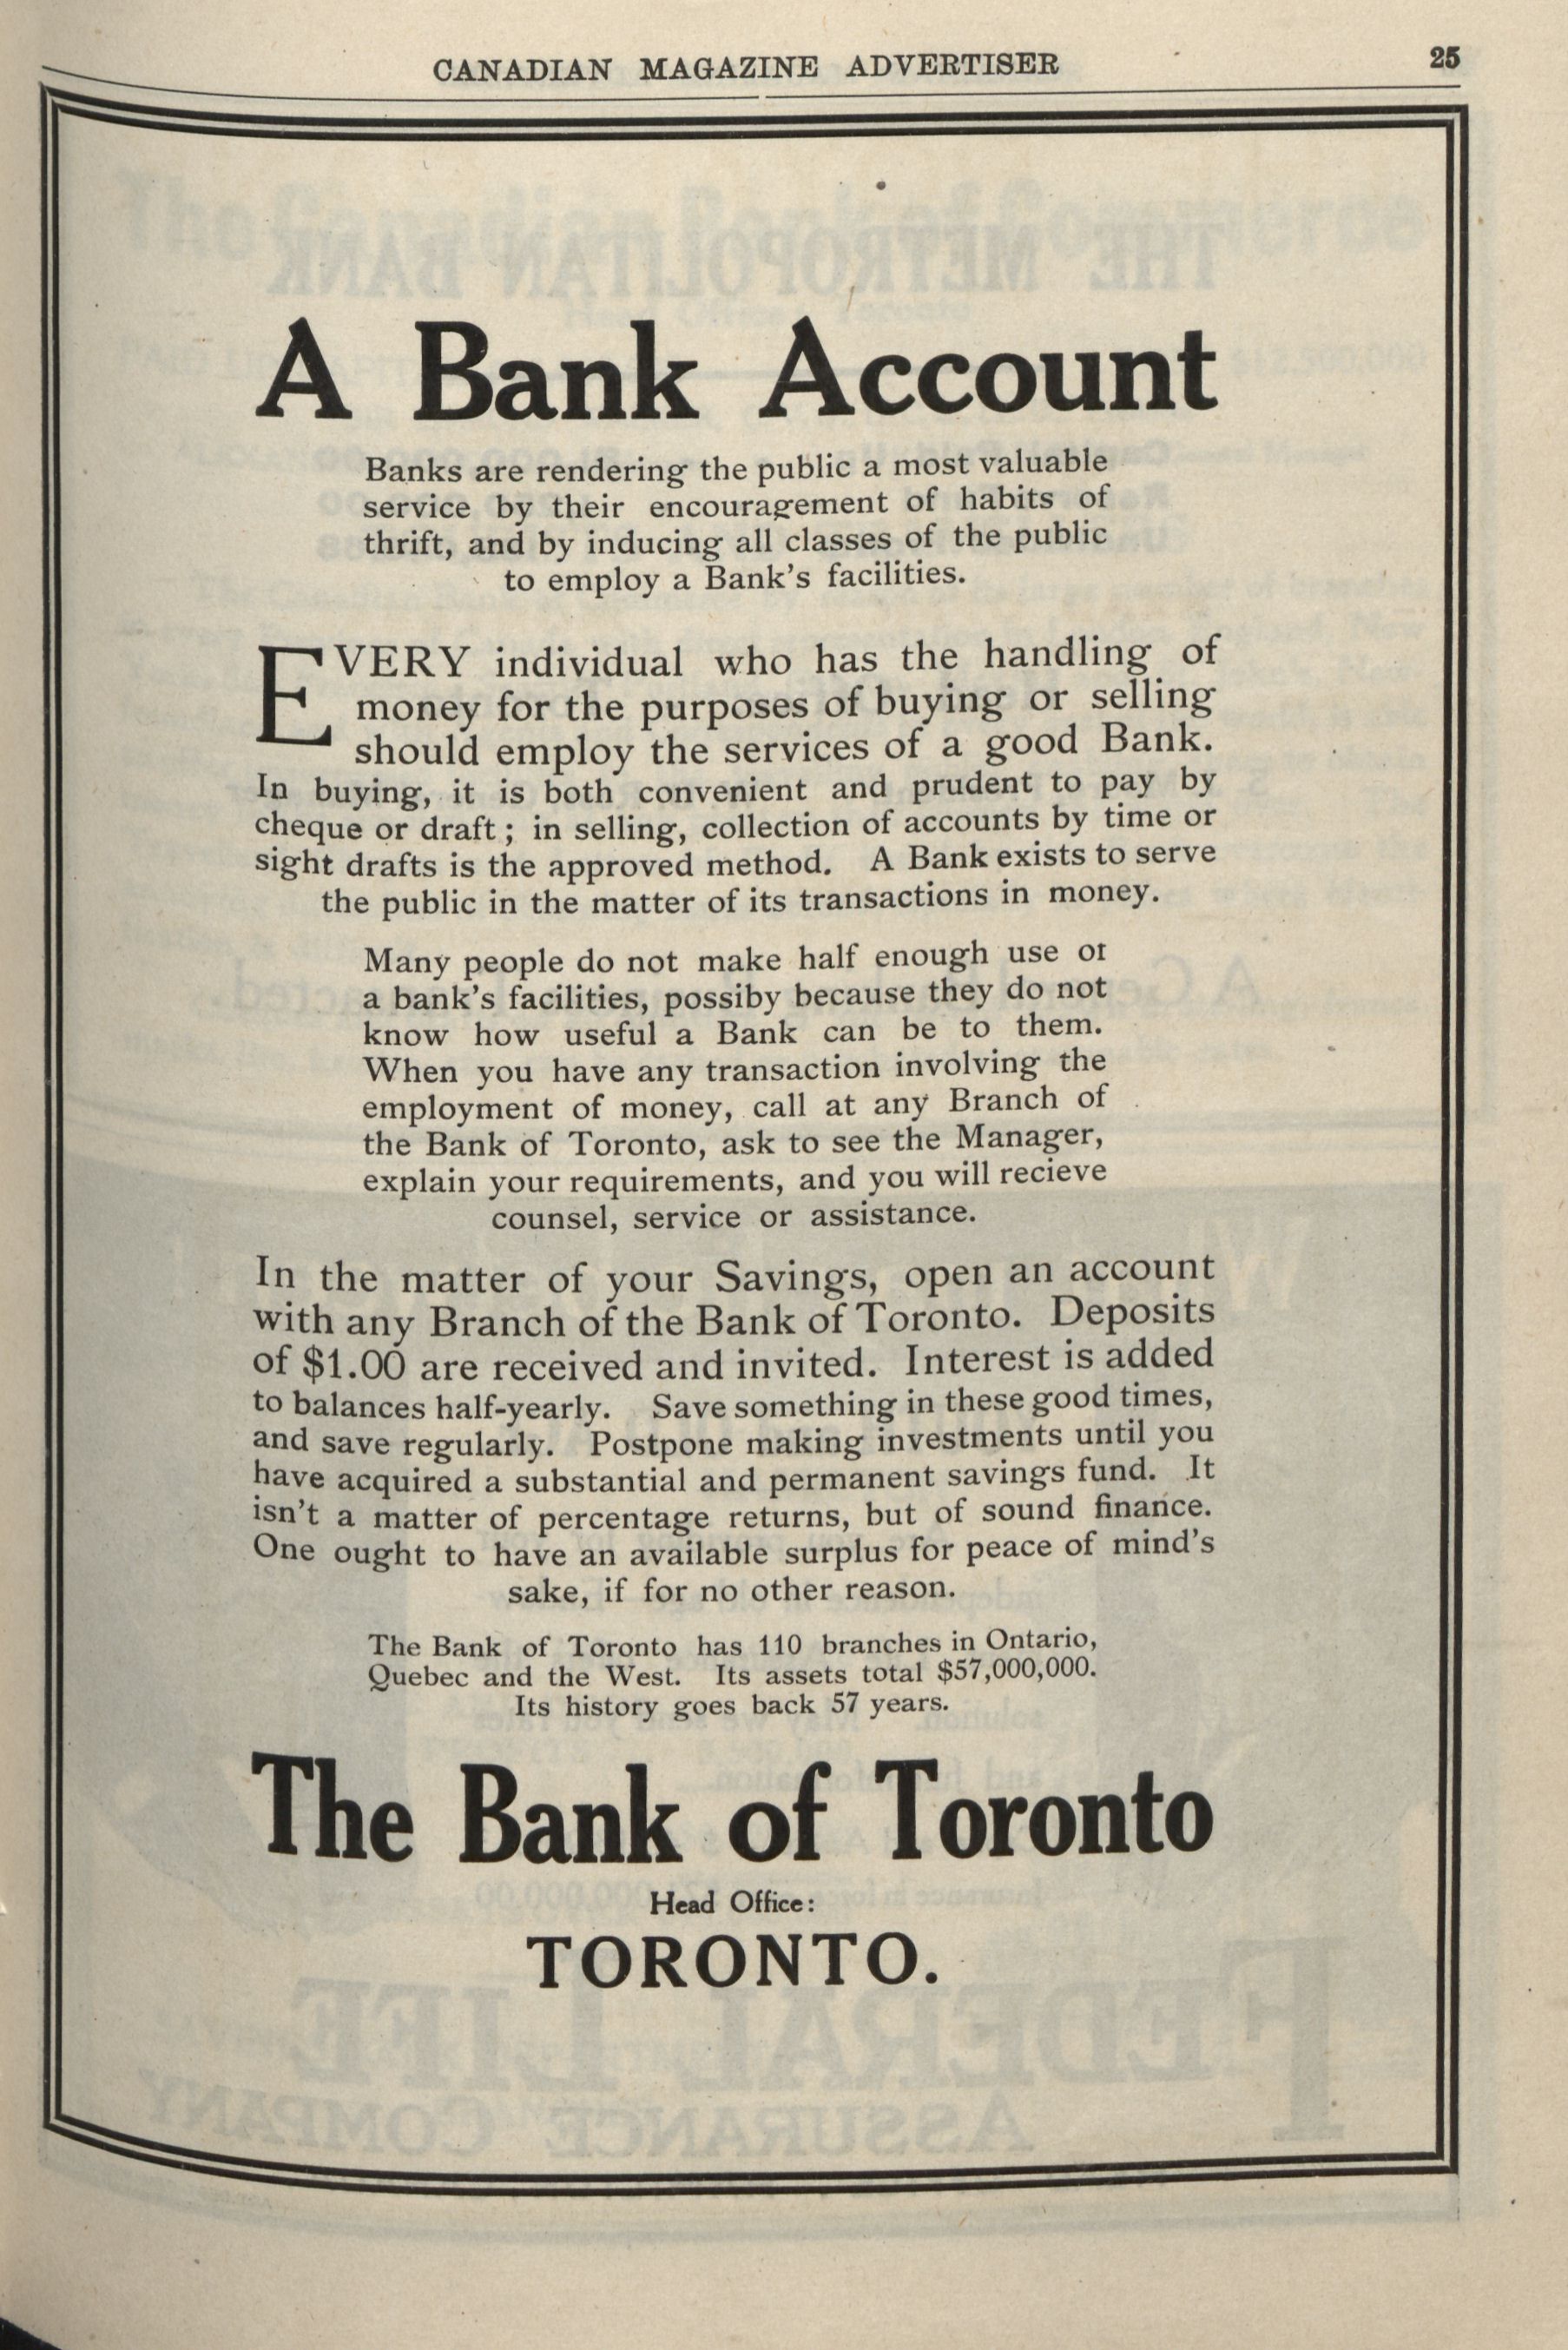 CANADIAN MAGAZINE ADVERTISER 25
A Bank Account
Banks are rendering the public a most valuable
service by their encouragement of habits of
thrift, and by inducing all classes of the public
to employ a Bank's facilities.
EVERY individual who has the handling of
money for the purposes of buying or selling
should employ the services of a good Bank.
In buying, it is both convenient and prudent to pay by
cheque or draft; in selling, collection of accounts by time or
sight drafts is the approved method. A Bank exists to serve
the public in the matter of its transactions in money.
Many people do not make half enough use of
a bank's facilities, possiby because they do not
know how useful a Bank can be to them.
When you have any transaction involving the
employment of money, call at any Branch of
the Bank of Toronto, ask to see the Manager,
explain your requirements, and you will recieve
counsel, service or assistance.
In the matter of your Savings, open an account
with any Branch of the Bank of Toronto. Deposits
of $1.00 are received and invited. Interest is added
to balances half-yearly. Save something in these good times,
and save regularly. Postpone making investments until you
have acquired a substantial and permanent savings fund. It
isn't a matter of percentage returns, but of sound finance.
One ought to have an available surplus for peace of mind's
sake, if for no other reason.
The Bank of Toronto has 110 branches in Ontario,
Quebec and the West. Its assets total $57,000,000.
Its history goes back 57 years.
The Bank of Toronto
Head Office:
TORONTO.